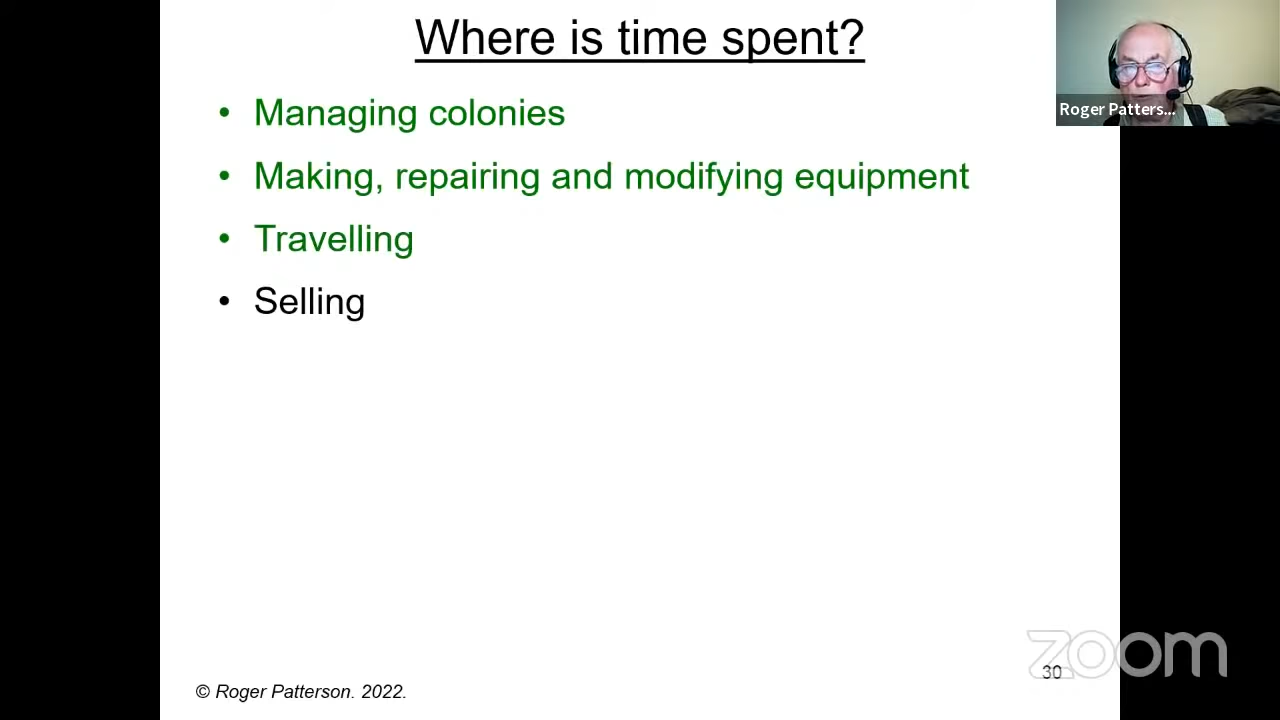 Where is time spent?
Roger Patters...
• Managing colonies
• Making, repairing and modifying equipment
• Travelling
• Selling
zoom
30
© Roger Patterson. 2022.